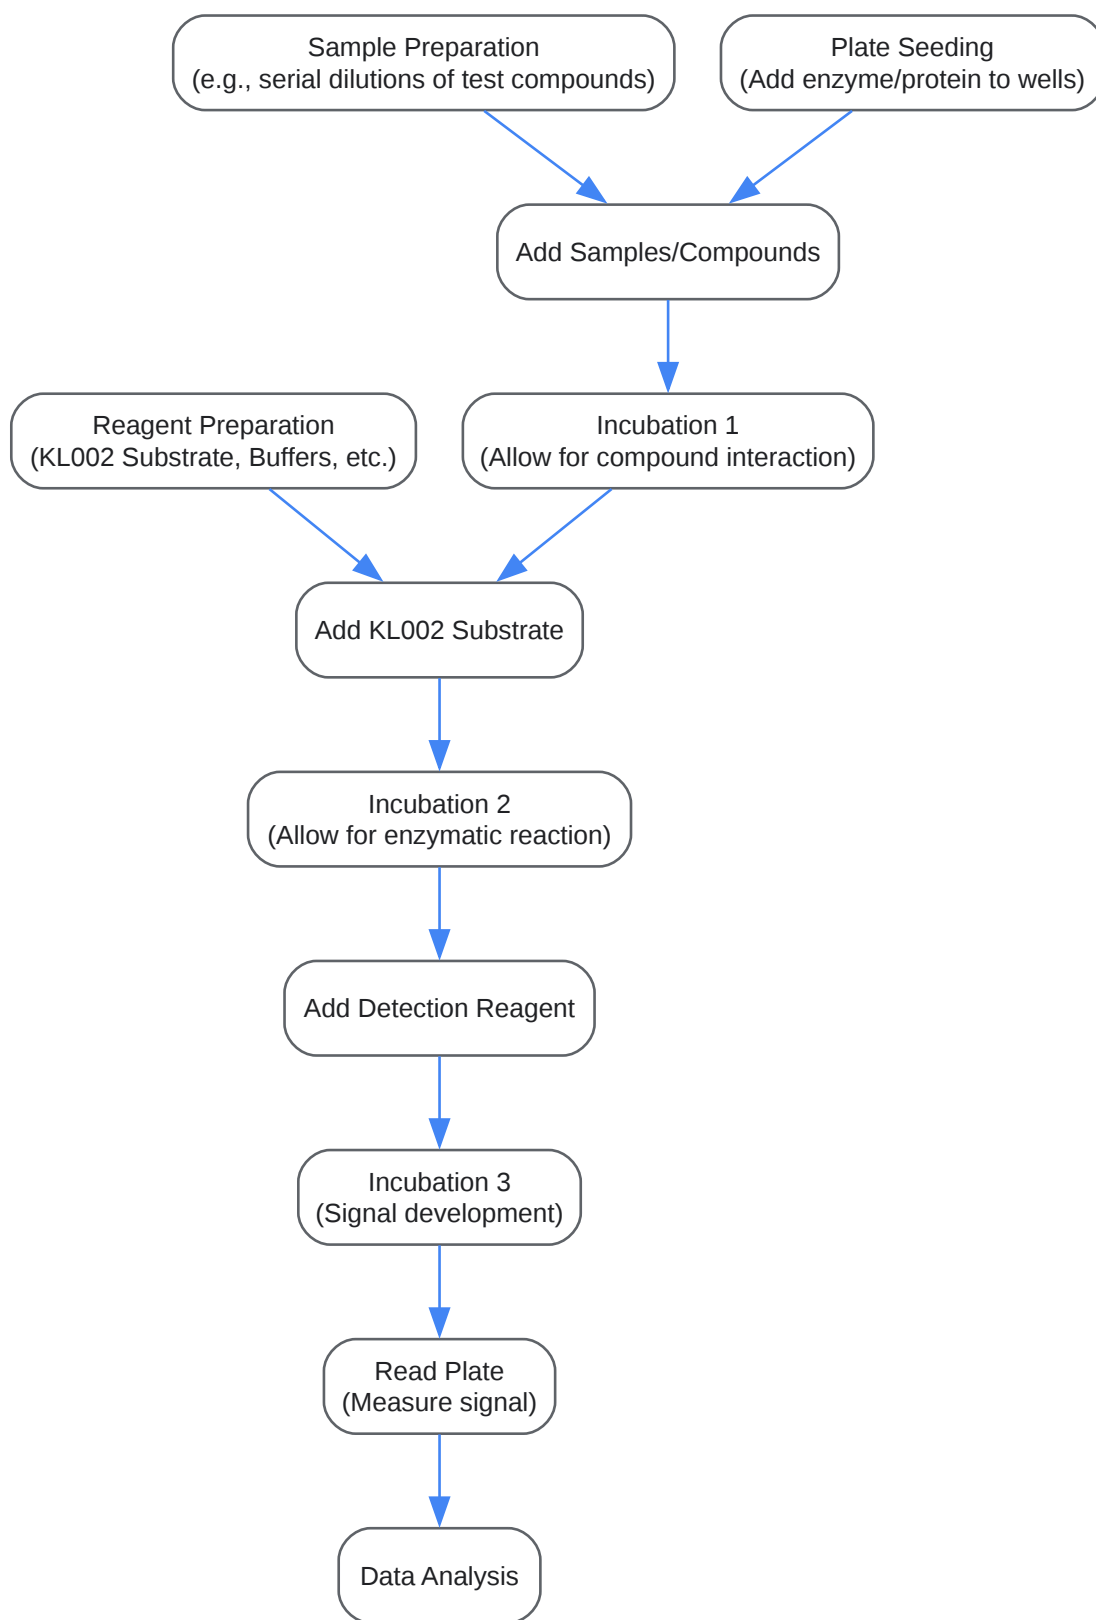 Sample Preparation
(e.g., serial dilutions of test compounds)
Plate Seeding
(Add enzyme/protein to wells)
Add Samples/Compounds
Reagent Preparation
(KL002 Substrate, Buffers, etc.)
Incubation 1
(Allow for compound interaction)
Add KL002 Substrate
Incubation 2
(Allow for enzymatic reaction)
Add Detection Reagent
Incubation 3
(Signal development)
Read Plate
(Measure signal)
Data Analysis